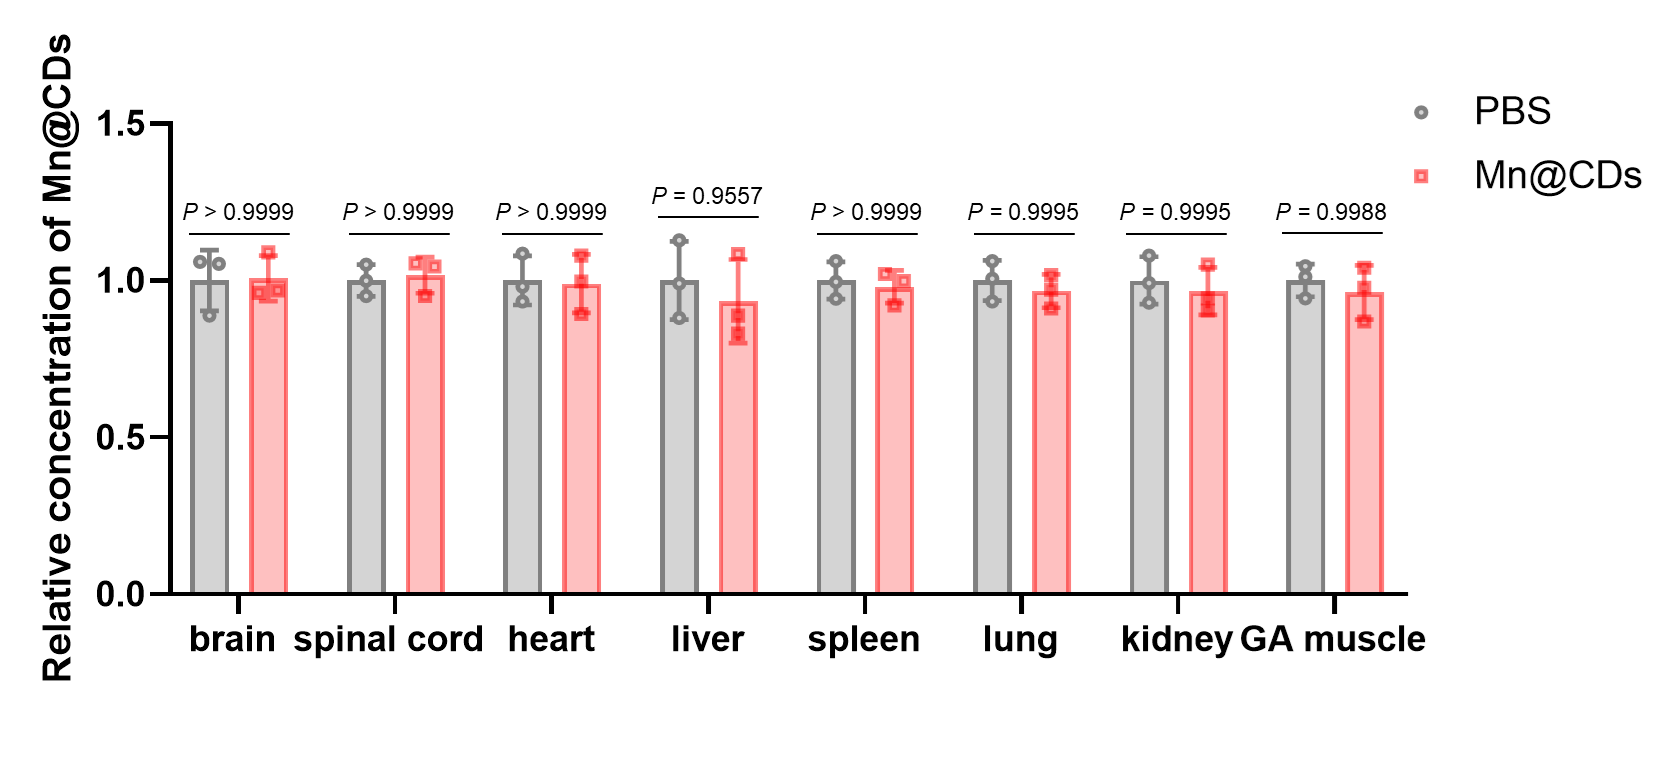 Relative concentration of Mn@CDs
1.5
1.0
0.5
0.0
PBS
Mn@CDs
P > 0.9999
P > 0.9999
P > 0.9999
P = 0.9557
P > 0.9999
P = 0.9995
P = 0.9995
P = 0.9988
brain
spinal cord
heart
liver
spleen
lung
kidney
GA muscle